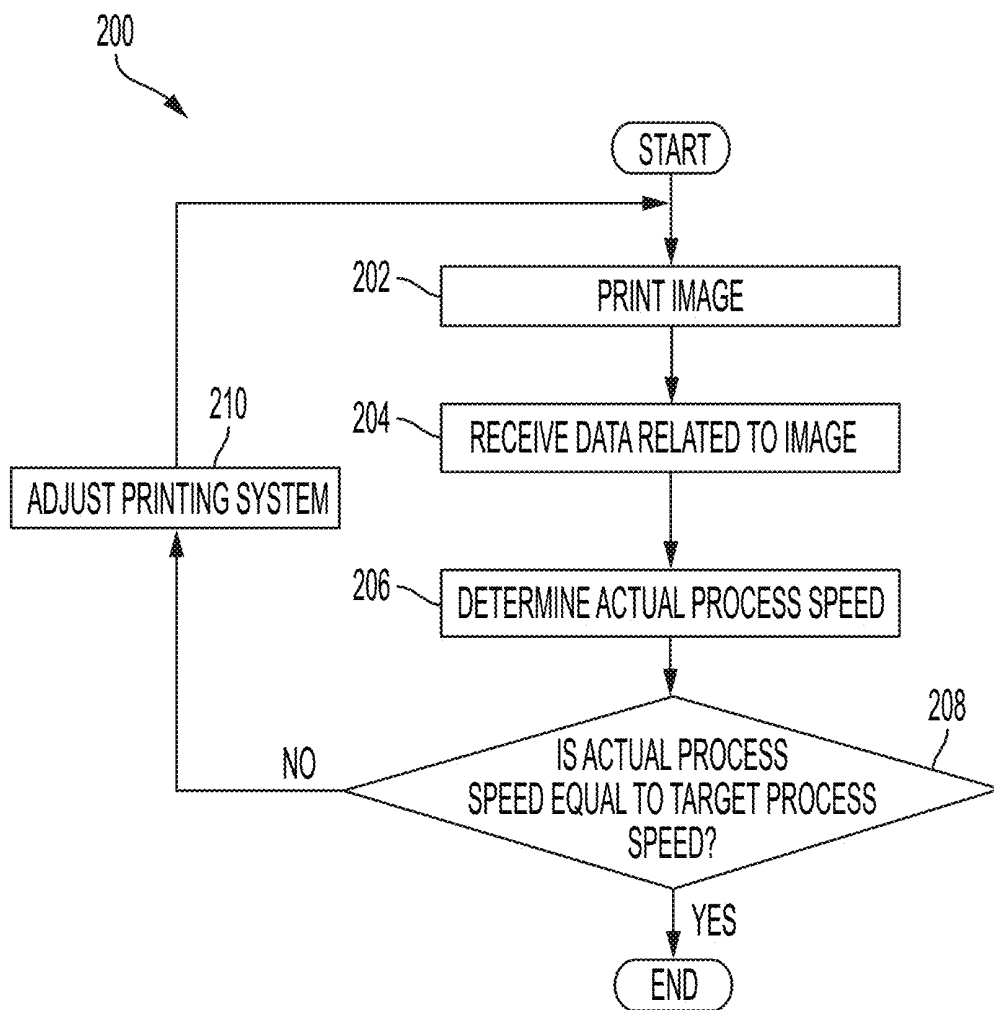 200
START
202
PRINT IMAGE
204
RECEIVE DATA RELATED TO IMAGE
210
ADJUST PRINTING SYSTEM
206
DETERMINE ACTUAL PROCESS SPEED
208
IS ACTUAL PROCESS
SPEED EQUAL TO TARGET PROCESS
SPEED?
NO
YES
END